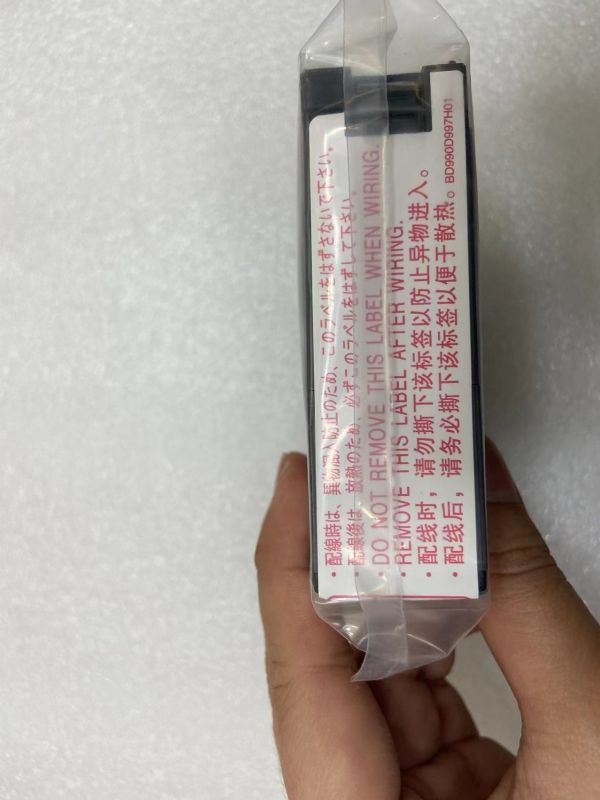 ・配線時は、異物混入防止のため、このラベルをはずさないで下さい。
・配線後は、放熱のため、必ずこのラベルをはずして下さい。
・DO NOT REMOVE THIS LABEL WHEN WIRING.
・REMOVE THIS LABEL AFTER WIRING.
・配线时，请勿撕下该标签以防止异物进入。
・配线后，请务必撕下该标签以便于散热。 BD990D997H01